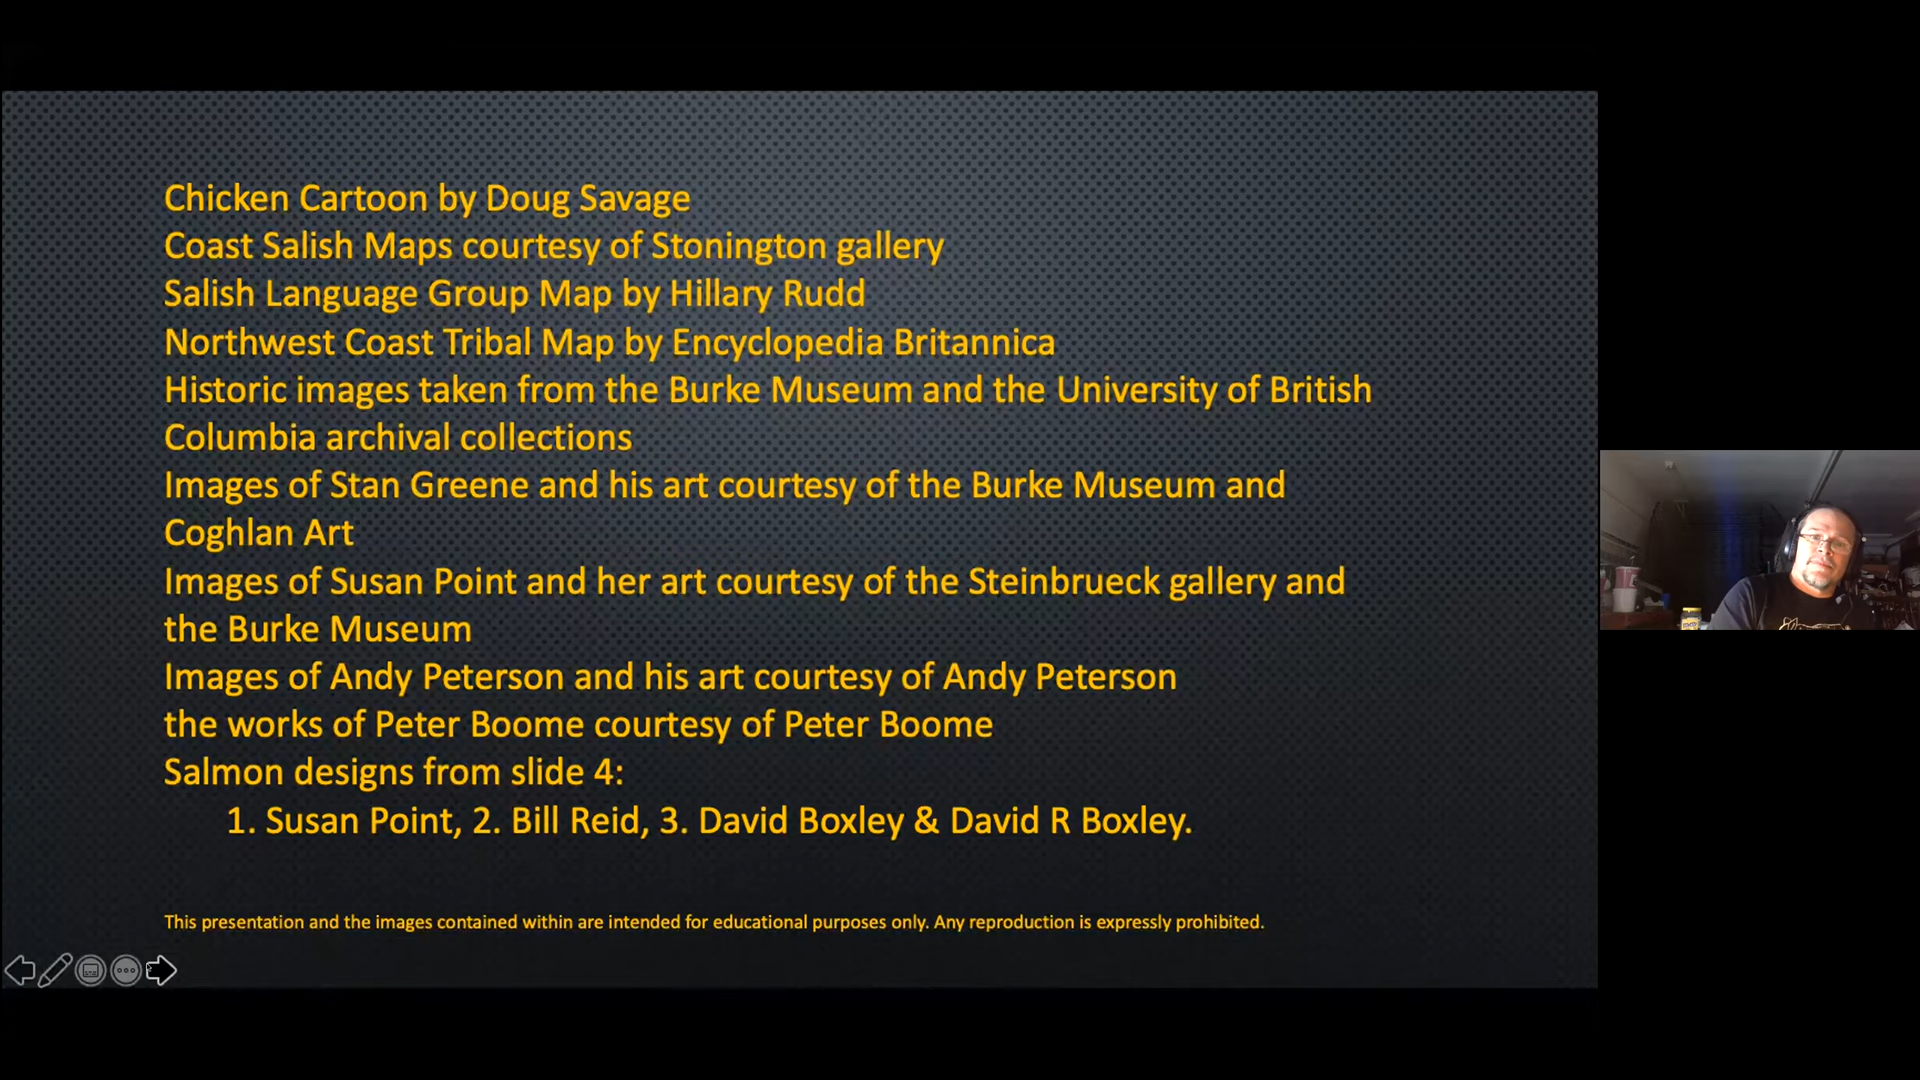 Chicken Cartoon by Doug Savage
Coast Salish Maps courtesy of Stonington gallery
Salish Language Group Map by Hillary Rudd
Northwest Coast Tribal Map by Encyclopedia Britannica
Historic images taken from the Burke Museum and the University of British
Columbia archival collections
Images of Stan Greene and his art courtesy of the Burke Museum and
Coghlan Art
Images of Susan Point and her art courtesy of the Steinbrueck gallery and
the Burke Museum
Images of Andy Peterson and his art courtesy of Andy Peterson
the works of Peter Boome courtesy of Peter Boome
Salmon designs from slide 4:
1. Susan Point, 2. Bill Reid, 3. David Boxley & David R Boxley.
This presentation and the images contained within are intended for educational purposes only. Any reproduction is expressly prohibited.